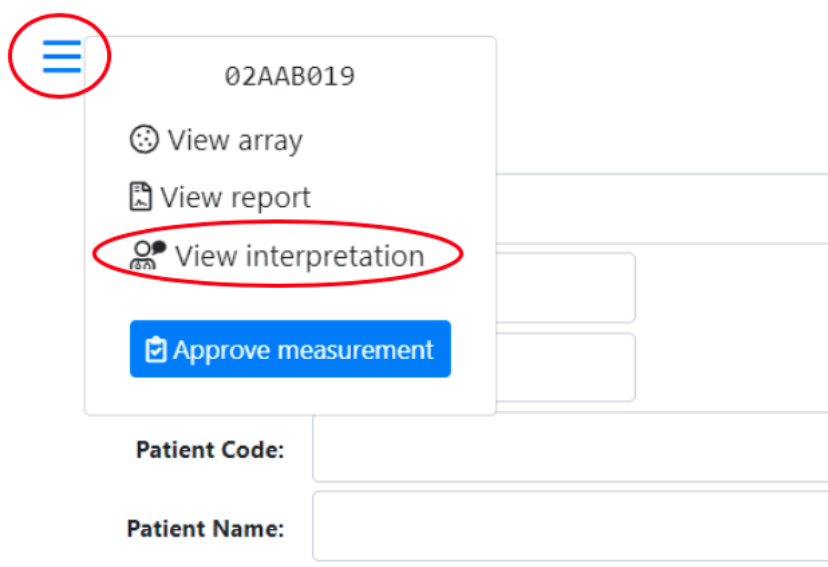 02AAB019
View array
View report
View interpretation
Approve measurement
Patient Code:
Patient Name: